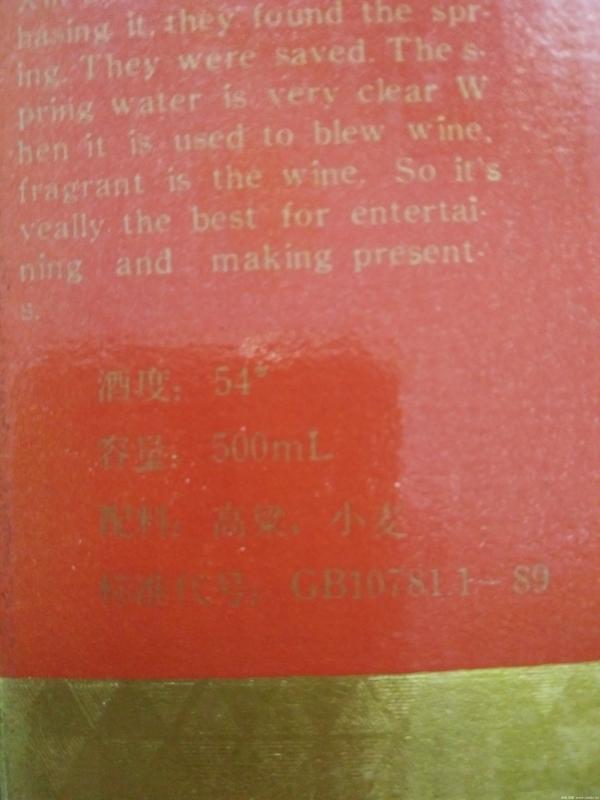 hasing it, they found the spr-
ing. They were saved. The s-
pring water is very clear W
hen it is used to blew wine,
fragrant is the wine. So it's
veally the best for entertai-
ning and making present-
s.
酒度：54°
容量：500mL
配料：高粱、小麦
标准代号：GB10781.1—89